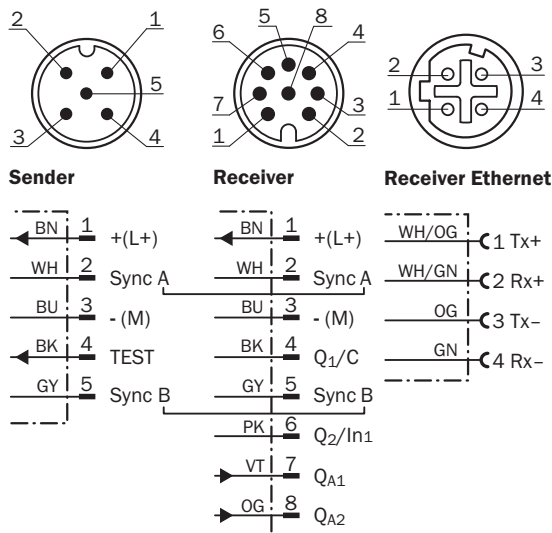 2 1
5
3 4
5 8
6 4
7 3
1 2
2 3
1 4
Sender
BN 1 +(L+)
WH 2 Sync A
BU 3 - (M)
BK 4 TEST
GY 5 Sync B
Receiver
BN 1 +(L+)
WH 2 Sync A
BU 3 - (M)
BK 4 Q1/C
GY 5 Sync B
PK 6 Q2/In1
VT 7 QA1
OG 8 QA2
Receiver Ethernet
WH/OG 1 Tx+
WH/GN 2 Rx+
OG 3 Tx–
GN 4 Rx–